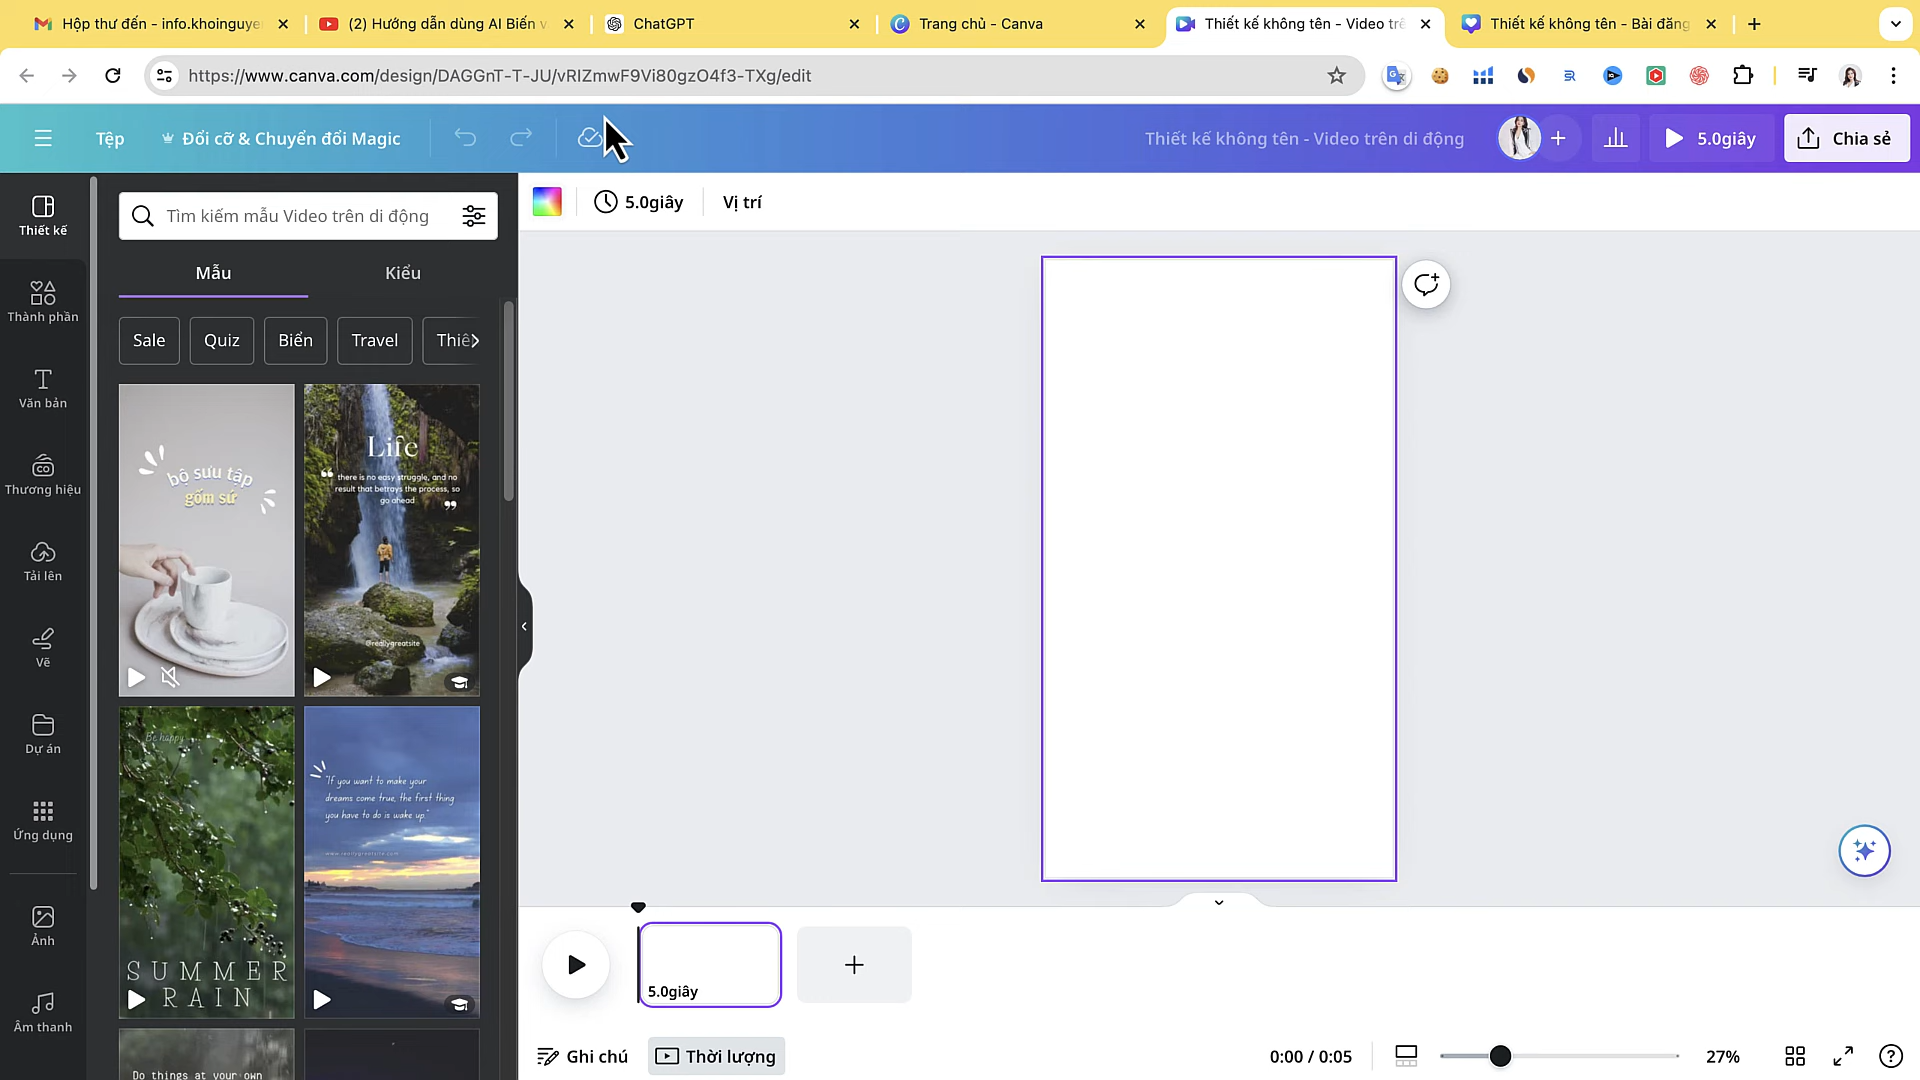 Hộp thư đến - info.khoinguye
(2) Hướng dẫn dùng AI Biến v
ChatGPT
Trang chủ - Canva
Thiết kế không tên - Video trê
Thiết kế không tên - Bài đăng
https://www.canva.com/design/DAGGnT-T-JU/vRlZmwF9Vi80gzO4f3-TXg/edit
Tệp
Đổi cỡ & Chuyển đổi Magic
Thiết kế không tên - Video trên di động
5.0giây
Chia sẻ
Thiết kế
Thành phần
Văn bản
Thương hiệu
Tải lên
Vẽ
Dự án
Ứng dụng
Ảnh
Âm thanh
Tìm kiếm mẫu Video trên di động
Mẫu
Kiểu
Sale
Quiz
Biển
Travel
Thiê
bộ sưu tập
gốm sứ
Life
there is no easy struggle, and no
result that betrays the process, so
go ahead
@reallygreatsite
Be happy
SUMMER
RAIN
"If you want to make your
dreams come true, the first thing
you have to do is wake up."
www.reallygreatsite.com
Do things at your own
5.0giây
Vị trí
5.0giây
Ghi chú
Thời lượng
0:00 / 0:05
27%